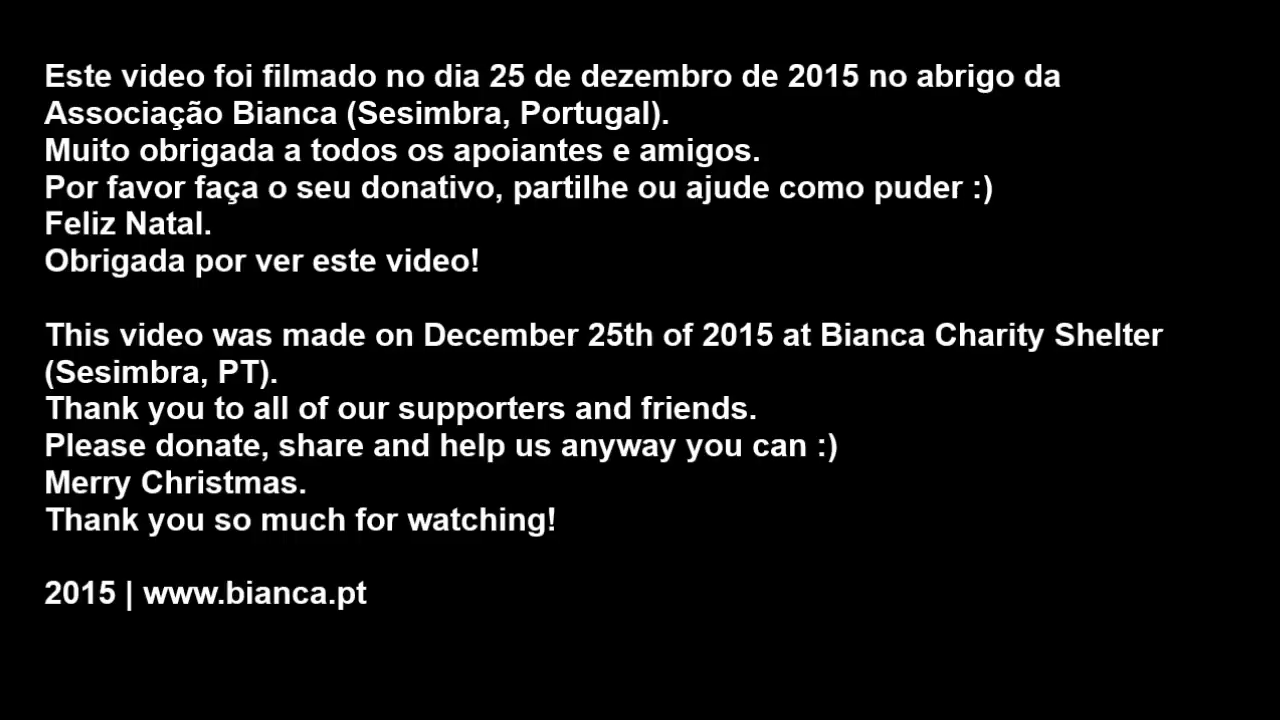 Este video foi filmado no dia 25 de dezembro de 2015 no abrigo da
Associação Bianca (Sesimbra, Portugal).
Muito obrigada a todos os apoiantes e amigos.
Por favor faça o seu donativo, partilhe ou ajude como puder :)
Feliz Natal.
Obrigada por ver este video!
This video was made on December 25th of 2015 at Bianca Charity Shelter
(Sesimbra, PT).
Thank you to all of our supporters and friends.
Please donate, share and help us anyway you can :)
Merry Christmas.
Thank you so much for watching!
2015 | www.bianca.pt